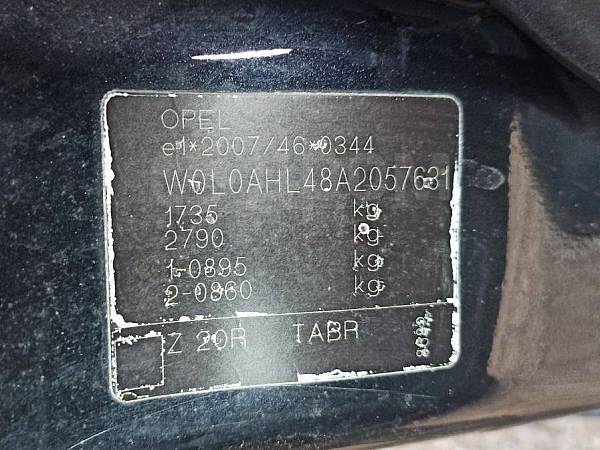 OPEL
e1*2007/46*0344
W0L0AHL48A2057631
1735 kg
2790 kg
1-0895 kg
2-0860 kg
Z 20R TABR